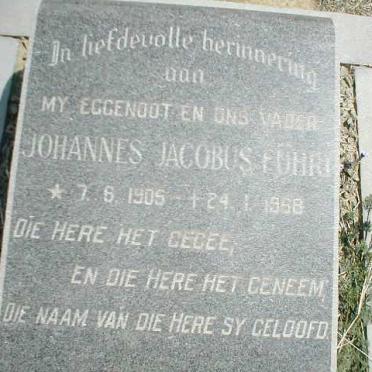 In liefdevolle herinnering
aan
MY EGGENOOT EN ONS VADER
JOHANNES JACOBUS FÜHRI
★ 7.6.1905 - † 24.1.1968
DIE HERE HET GEGEE,
EN DIE HERE HET GENEEM,
DIE NAAM VAN DIE HERE SY GELOOFD.